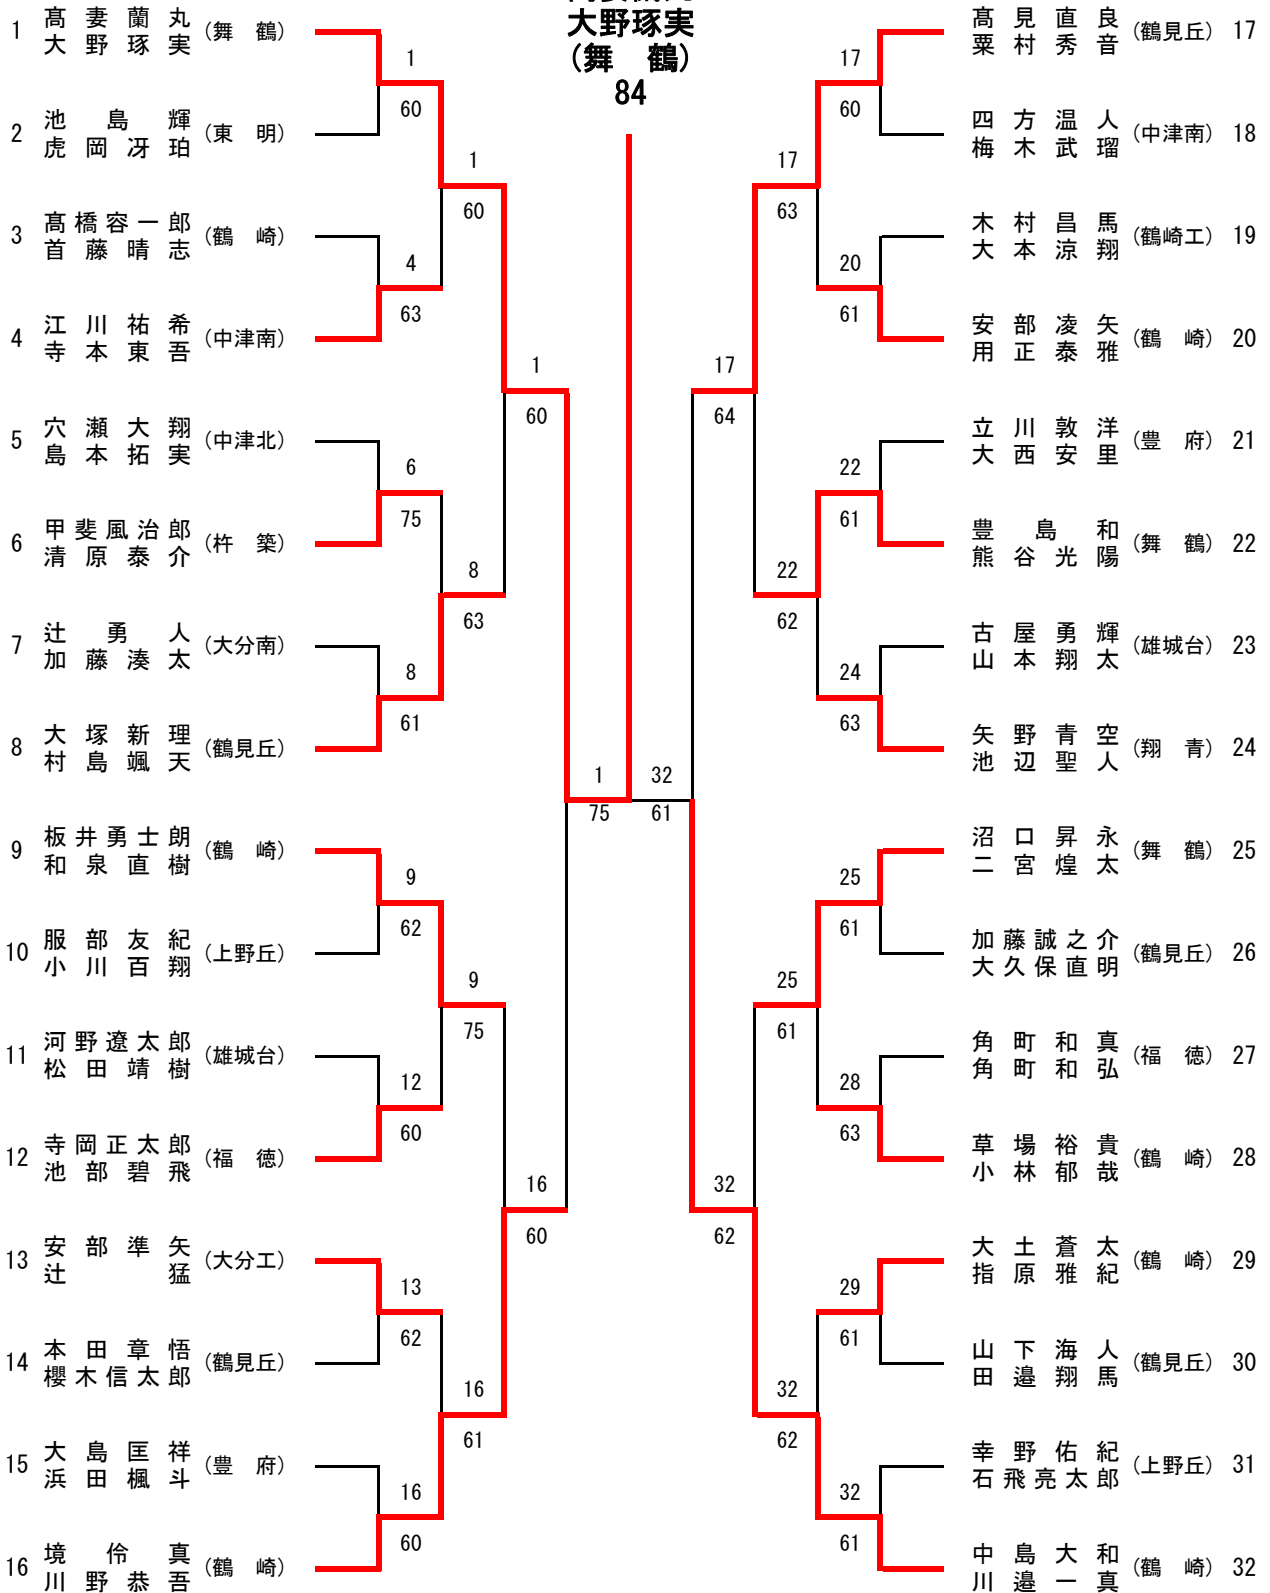 大野琢実
(舞　鶴)
84
1 髙妻蘭丸 (舞　鶴)
大野琢実
2 池島輝 (東　明)
虎岡冴珀
3 髙橋容一郎 (鶴　崎)
首藤晴志
4 江川祐希 (中津南)
寺本東吾
5 穴瀬大翔 (中津北)
島本拓実
6 甲斐風治郎 (杵　築)
清原泰介
7 辻勇人 (大分南)
加藤湊太
8 大塚新理 (鶴見丘)
村島颯天
9 板井勇士朗 (鶴　崎)
和泉直樹
10 服部友紀 (上野丘)
小川百翔
11 河野遼太郎 (雄城台)
松田靖樹
12 寺岡正太郎 (福　徳)
池部碧飛
13 安部準矢 (大分工)
辻猛
14 本田章悟 (鶴見丘)
櫻木信太郎
15 大島匡祥 (豊　府)
浜田楓斗
16 境伶真 (鶴　崎)
川野恭吾
1
60
4
63
6
75
8
61
9
62
12
60
13
62
16
60
1
60
8
63
9
75
16
61
1
60
16
60
1
75
32
61
17
64
32
62
17
63
22
62
25
61
32
62
17
60
20
61
22
61
24
63
25
61
28
63
29
61
32
61
髙見直良 (鶴見丘) 17
粟村秀音
四方温人 (中津南) 18
梅木武瑠
木村昌馬 (鶴崎工) 19
大本涼翔
安部凌矢 (鶴　崎) 20
用正泰雅
立川敦洋 (豊　府) 21
大西安里
豊島和 (舞　鶴) 22
熊谷光陽
古屋勇輝 (雄城台) 23
山本翔太
矢野青空 (翔　青) 24
池辺聖人
沼口昇永 (舞　鶴) 25
二宮煌太
加藤誠之介 (鶴見丘) 26
大久保直明
角町和真 (福　徳) 27
角町和弘
草場裕貴 (鶴　崎) 28
小林郁哉
大土蒼太 (鶴　崎) 29
指原雅紀
山下海人 (鶴見丘) 30
田邉翔馬
幸野佑紀 (上野丘) 31
石飛亮太郎
中島大和 (鶴　崎) 32
川邉一真